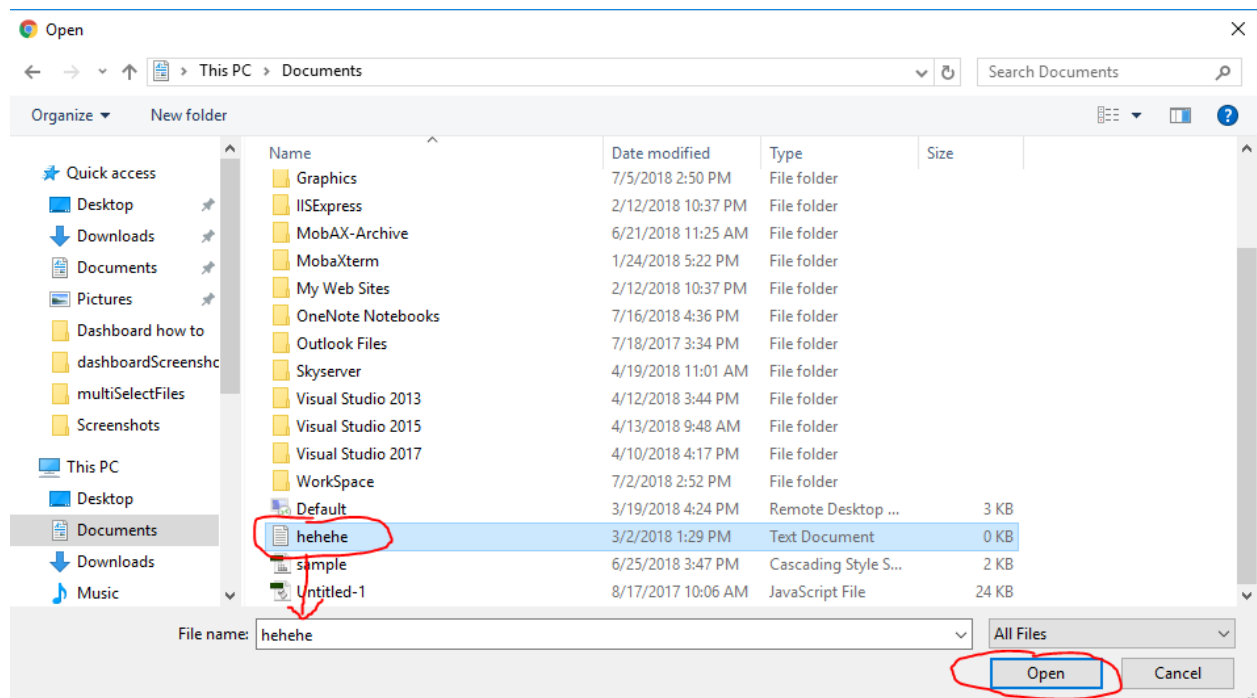 Open
This PC > Documents
Search Documents
Organize New folder
Name Date modified Type Size
Quick access
Desktop
Downloads
Documents
Pictures
Dashboard how to
dashboardScreensho
multiSelectFiles
Screenshots
This PC
Desktop
Documents
Downloads
Music
Graphics 7/5/2018 2:50 PM File folder
IISExpress 2/12/2018 10:37 PM File folder
MobAX-Archive 6/21/2018 11:25 AM File folder
MobaXterm 1/24/2018 5:22 PM File folder
My Web Sites 2/12/2018 10:37 PM File folder
OneNote Notebooks 7/16/2018 4:36 PM File folder
Outlook Files 7/18/2017 3:34 PM File folder
Skyserver 4/19/2018 11:01 AM File folder
Visual Studio 2013 4/12/2018 3:44 PM File folder
Visual Studio 2015 4/13/2018 9:48 AM File folder
Visual Studio 2017 4/10/2018 4:17 PM File folder
WorkSpace 7/2/2018 2:52 PM File folder
Default 3/19/2018 4:24 PM Remote Desktop ... 3 KB
hehehe 3/2/2018 1:29 PM Text Document 0 KB
sample 6/25/2018 3:47 PM Cascading Style S... 2 KB
Untitled-1 8/17/2017 10:06 AM JavaScript File 24 KB
File name: hehehe All Files
Open Cancel